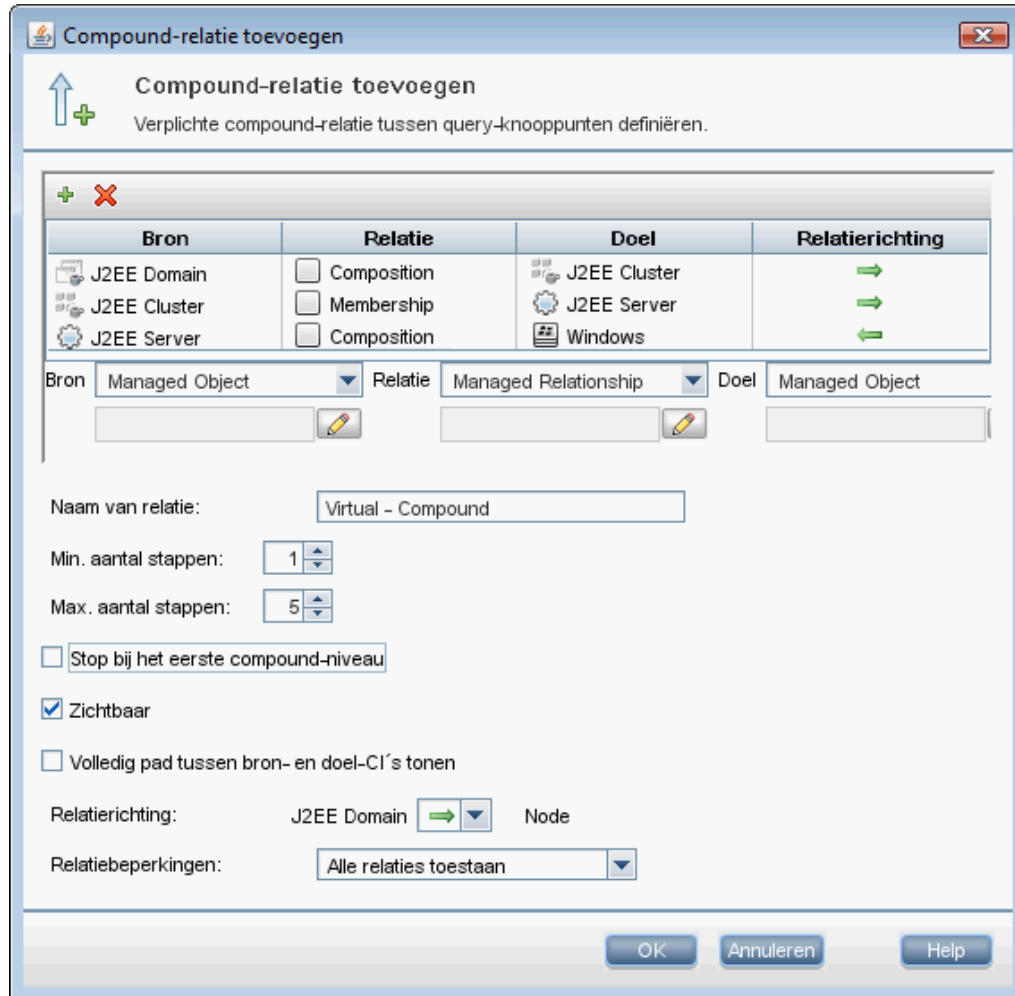 Compound-relatie toevoegen
Compound-relatie toevoegen
Verplichte compound-relatie tussen query-knooppunten definiëren.
Bron Relatie Doel Relatierichting
J2EE Domain Composition J2EE Cluster
J2EE Cluster Membership J2EE Server
J2EE Server Composition Windows
Bron Managed Object Relatie Managed Relationship Doel Managed Object
Naam van relatie: Virtual - Compound
Min. aantal stappen: 1
Max. aantal stappen: 5
Stop bij het eerste compound-niveau
Zichtbaar
Volledig pad tussen bron- en doel-CI´s tonen
Relatierichting: J2EE Domain Node
Relatiebeperkingen: Alle relaties toestaan
OK Annuleren Help